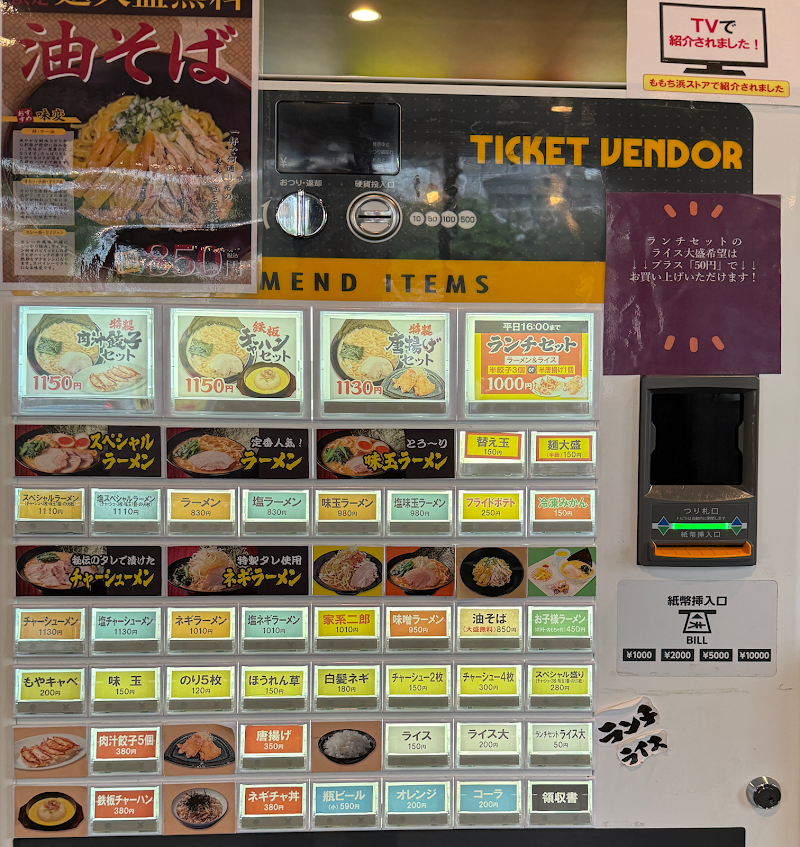 油そば
味変
850円
税込
TVで
紹介されました!
ももち浜ストアで紹介されました
TICKET VENDOR
おつり・返却
硬貨投入口
10 50 100 500
MEND ITEMS
ランチセットの
ライス大盛希望は
↓↓プラス「50円」で↓↓
お買い上げいただけます!
特製
肉汁餃子
セット
1150円
鉄板
チャーハン
セット
1150円
特製
唐揚げ
セット
1130円
平日16:00まで
ランチセット
ラーメン&ライス
半餃子3個 or 半唐揚げ1個
1000円
スペシャル
ラーメン
定番人気!
ラーメン
とろ〜り
味玉ラーメン
替え玉
150円
麺大盛
150円
スペシャルラーメン
1110円
塩スペシャルラーメン
1110円
ラーメン
830円
塩ラーメン
830円
味玉ラーメン
980円
塩味玉ラーメン
980円
フライドポテト
250円
冷凍みかん
150円
つり札口
紙幣挿入口
秘伝のタレで漬けた
チャーシューメン
特製タレ使用
ネギラーメン
チャーシューメン
1130円
塩チャーシューメン
1130円
ネギラーメン
1010円
塩ネギラーメン
1010円
家系二郎
1010円
味噌ラーメン
950円
油そば
(大盛無料)850円
お子様ラーメン
450円
紙幣挿入口
BILL
¥1000 ¥2000 ¥5000 ¥10000
もやキャベ
200円
味玉
150円
のり5枚
120円
ほうれん草
150円
白髪ネギ
180円
チャーシュー2枚
150円
チャーシュー4枚
300円
スペシャル盛り
280円
肉汁餃子5個
380円
唐揚げ
350円
ライス
150円
ライス大
200円
ランチセットライス大
50円
ランチ
ライス
鉄板チャーハン
380円
ネギチャ丼
380円
瓶ビール
(小)590円
オレンジ
200円
コーラ
200円
領収書